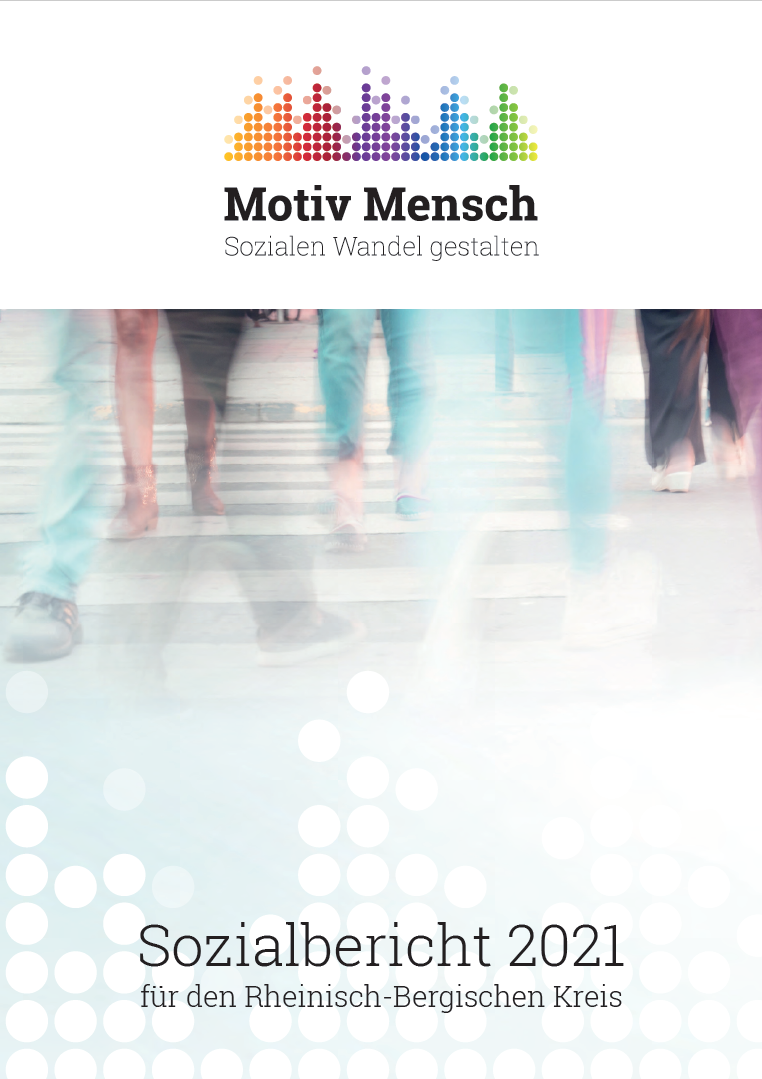 Motiv Mensch
Sozialen Wandel gestalten
Sozialbericht 2021
für den Rheinisch-Bergischen Kreis